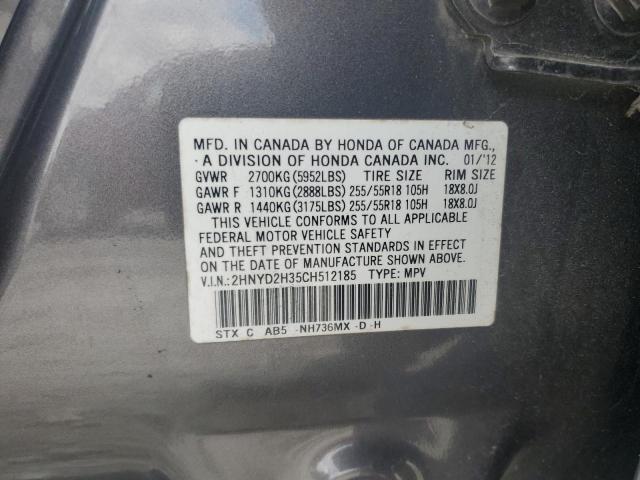 MFD. IN CANADA BY HONDA OF CANADA MFG.,
A DIVISION OF HONDA CANADA INC. 01/'12
GVWR 2700KG(5952LBS) TIRE SIZE RIM SIZE
GAWR F 1310KG(2888LBS) 255/55R18 105H 18X8.0J
GAWR R 1440KG(3175LBS) 255/55R18 105H 18X8.0J
THIS VEHICLE CONFORMS TO ALL APPLICABLE
FEDERAL MOTOR VEHICLE SAFETY
AND THEFT PREVENTION STANDARDS IN EFFECT
ON THE DATE OF MANUFACTURE SHOWN ABOVE.
V.I.N.:2HNYD2H35CH512185 TYPE: MPV
STX C AB5 -NH736MX -D -H